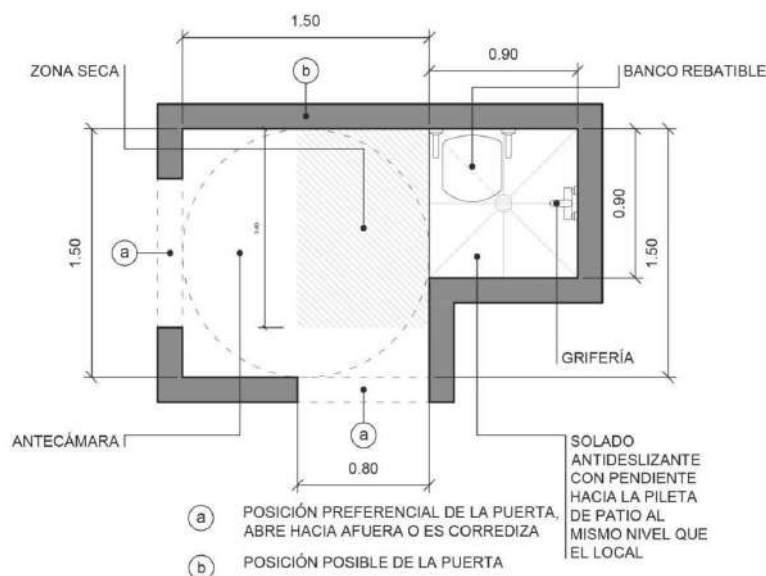 1.50
0.90
ZONA SECA
b
BANCO REBATIBLE
1.50
a
0.90
1.50
GRIFERÍA
ANTECÁMARA
a
0.80
SOLADO
ANTIDESLIZANTE
CON PENDIENTE
HACIA LA PILETA
DE PATIO AL
MISMO NIVEL QUE
EL LOCAL
a POSICIÓN PREFERENCIAL DE LA PUERTA,
ABRE HACIA AFUERA O ES CORREDIZA
b POSICIÓN POSIBLE DE LA PUERTA